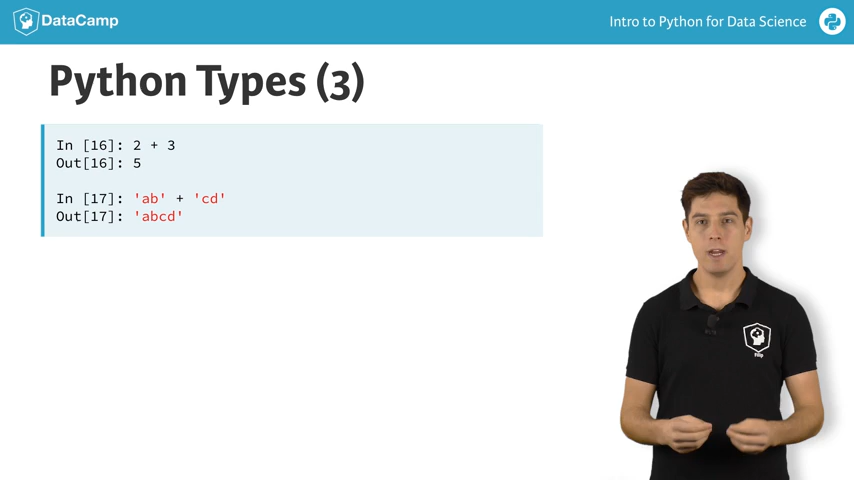 DataCamp
Intro to Python for Data Science
Python Types (3)
In [16]: 2 + 3
Out[16]: 5
In [17]: 'ab' + 'cd'
Out[17]: 'abcd'
Filip